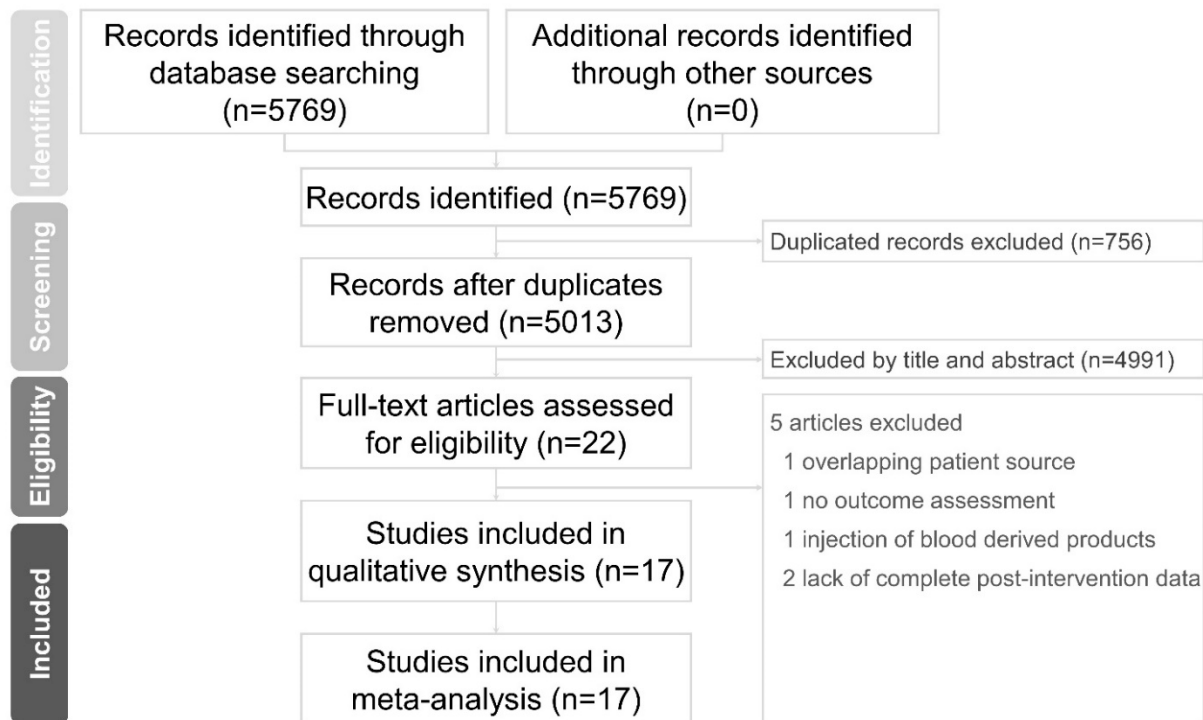 Identification
Records identified through
database searching
(n=5769)
Additional records identified
through other sources
(n=0)
Records identified (n=5769)
Screening
Duplicated records excluded (n=756)
Records after duplicates
removed (n=5013)
Excluded by title and abstract (n=4991)
Eligibility
Full-text articles assessed
for eligibility (n=22)
5 articles excluded
1 overlapping patient source
1 no outcome assessment
1 injection of blood derived products
2 lack of complete post-intervention data
Included
Studies included in
qualitative synthesis (n=17)
Studies included in
meta-analysis (n=17)